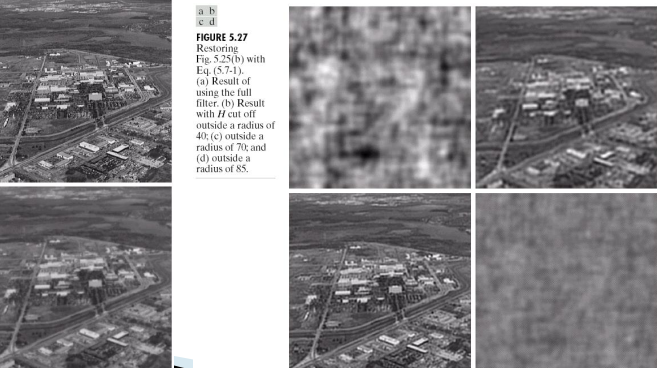 a b
c d
FIGURE 5.27
Restoring
Fig. 5.25(b) with
Eq. (5.7-1).
(a) Result of
using the full
filter. (b) Result
with H cut off
outside a radius of
40; (c) outside a
radius of 70; and
(d) outside a
radius of 85.